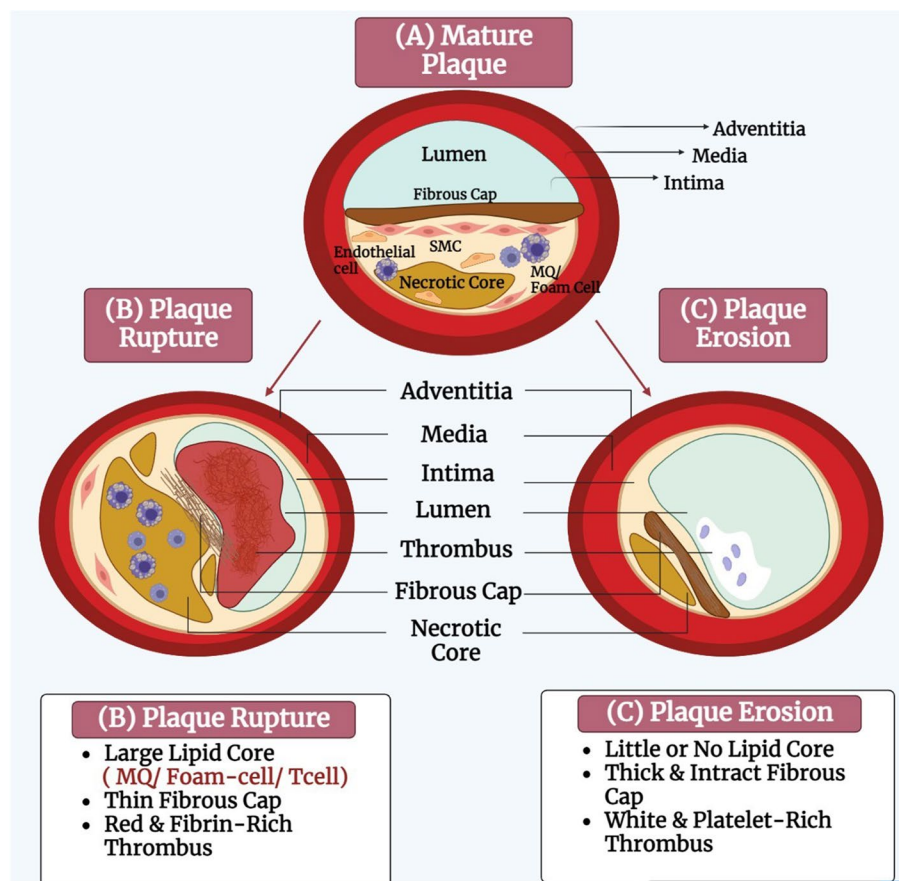 (A) Mature
Plaque
Adventitia
Lumen
Media
Intima
Fibrous Cap
SMC
Endothelial
cell
MQ/
Foam Cell
Necrotic Core
(B) Plaque
Rupture
(C) Plaque
Erosion
Adventitia
Media
Intima
Lumen
Thrombus
Fibrous Cap
Necrotic
Core
(B) Plaque Rupture
• Large Lipid Core
( MQ/ Foam-cell/ Tcell)
• Thin Fibrous Cap
• Red & Fibrin-Rich
Thrombus
(C) Plaque Erosion
• Little or No Lipid Core
• Thick & Intract Fibrous
Cap
• White & Platelet-Rich
Thrombus